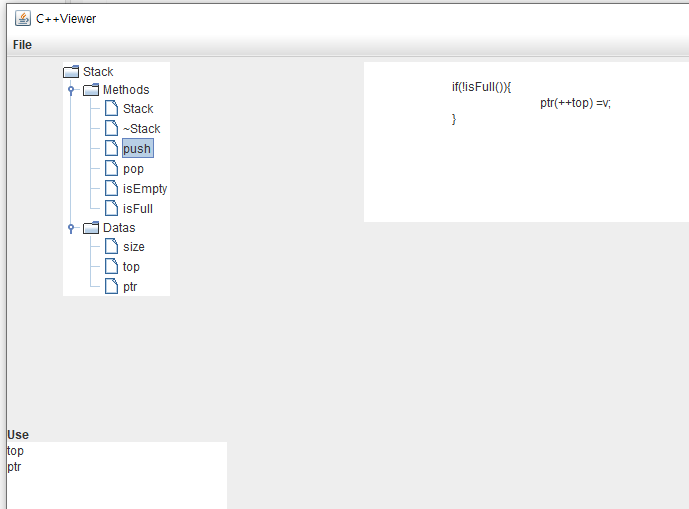 C++Viewer
File
Stack
Methods
Stack
~Stack
push
pop
isEmpty
isFull
Datas
size
top
ptr
if(!isFull()){
ptr(++top) =v;
}
Use
top
ptr